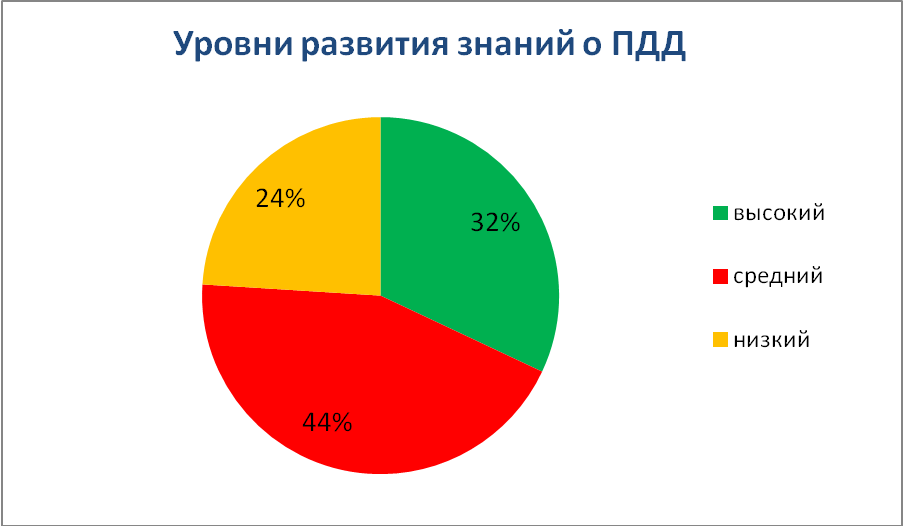 Уровни развития знаний о ПДД
24%
32%
44%
высокий
средний
низкий